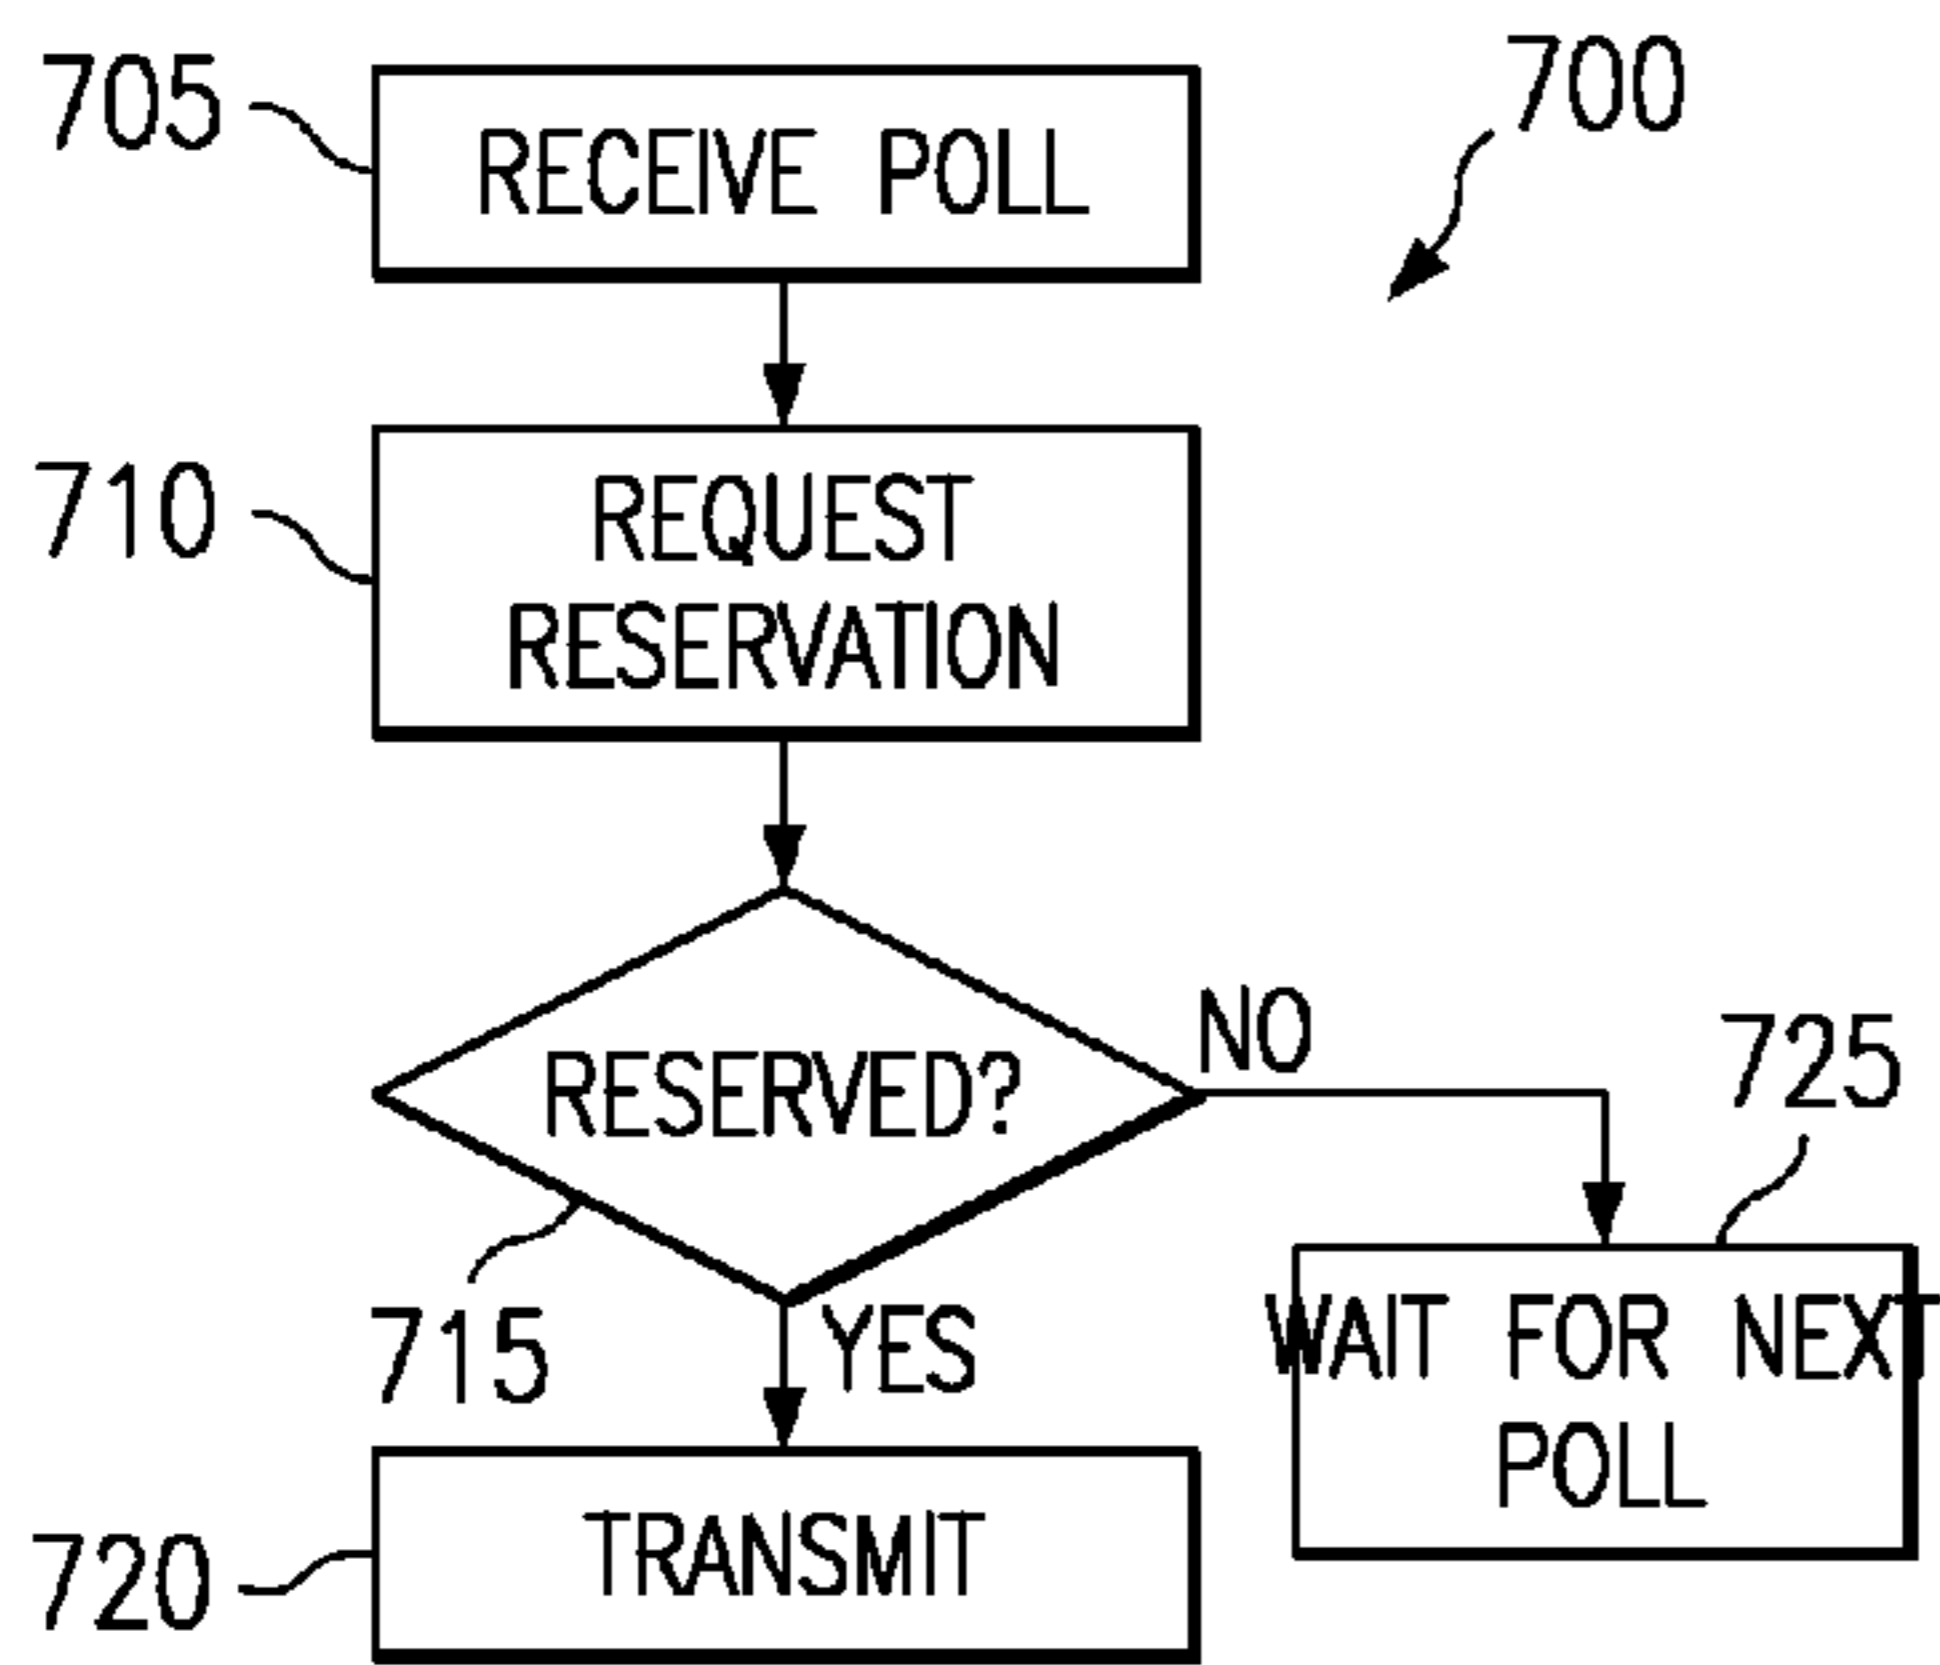 705
RECEIVE POLL
700
710
REQUEST
RESERVATION
RESERVED?
NO
725
715
YES
WAIT FOR NEXT
POLL
720
TRANSMIT